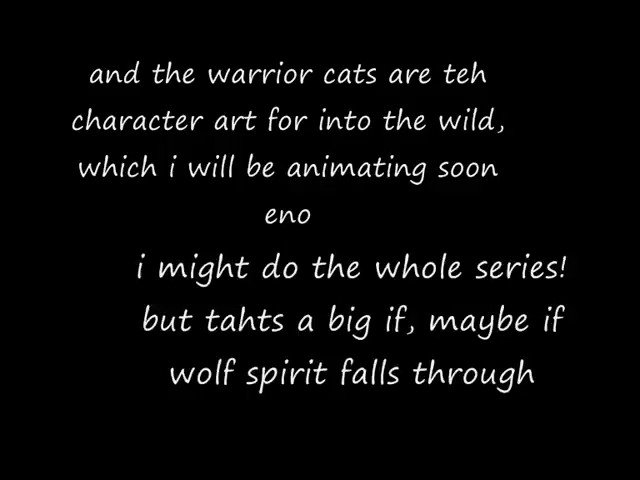 and the warrior cats are teh
character art for into the wild,
which i will be animating soon
eno
i might do the whole series!
but tahts a big if, maybe if
wolf spirit falls through